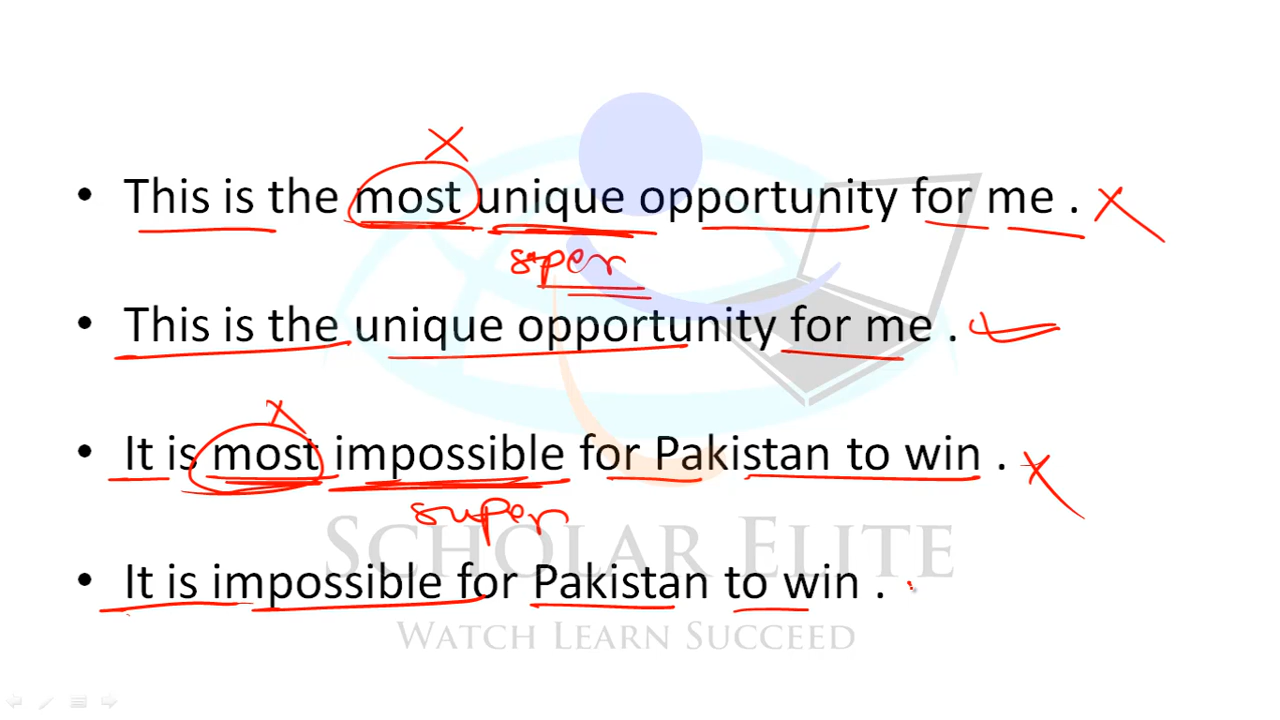 • This is the most unique opportunity for me .
super
• This is the unique opportunity for me .
• It is most impossible for Pakistan to win .
super
SCHOLAR ELITE
• It is impossible for Pakistan to win .
WATCH LEARN SUCCEED